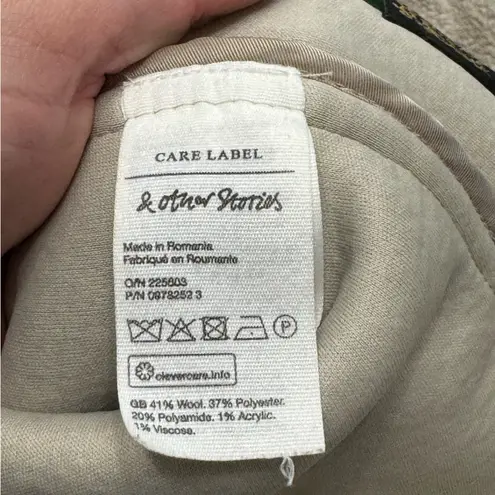 CARE LABEL
& other Stories
Made in Romania
Fabriqué en Roumanie
O/N 225603
P/N 0978252 3
P
clevercare.info
GB 41% Wool. 37% Polyester.
20% Polyamide. 1% Acrylic.
1% Viscose.